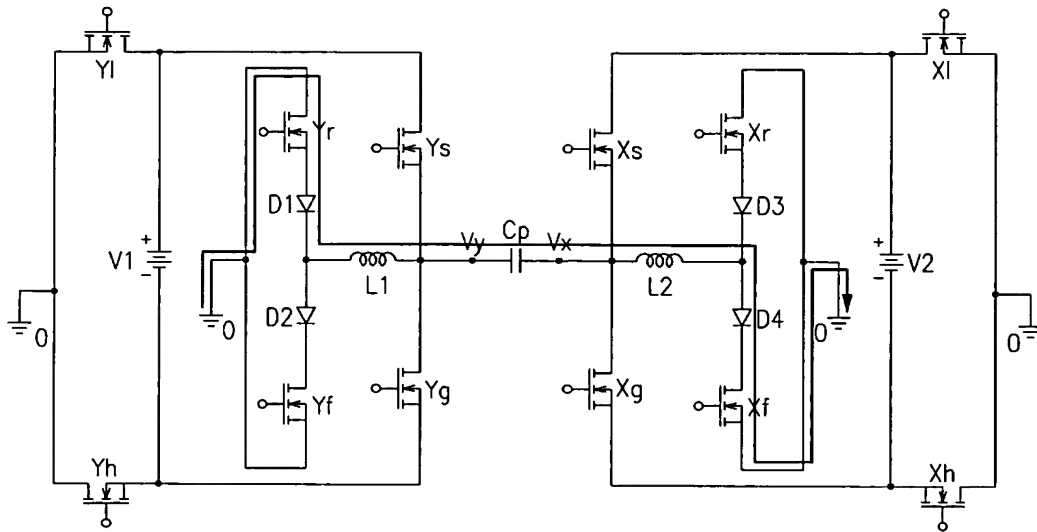 Yl
Xl
Yr
Ys
Xs
Xr
D1
D3
+
V1
-
Vy
Cp
Vx
+
V2
-
L1
L2
0
0
D2
D4
0
0
Yf
Yg
Xg
Xf
Yh
Xh